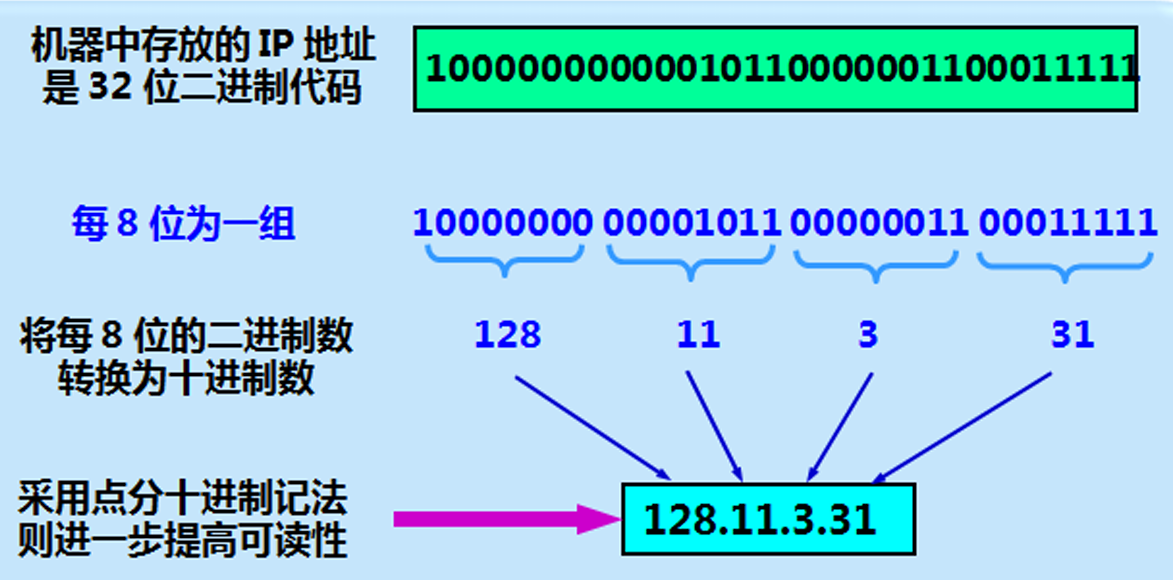 机器中存放的 IP 地址
是 32 位二进制代码
10000000000010110000001100011111
每 8 位为一组
10000000 00001011 00000011 00011111
将每 8 位的二进制数
转换为十进制数
128 11 3 31
采用点分十进制记法
则进一步提高可读性
128.11.3.31